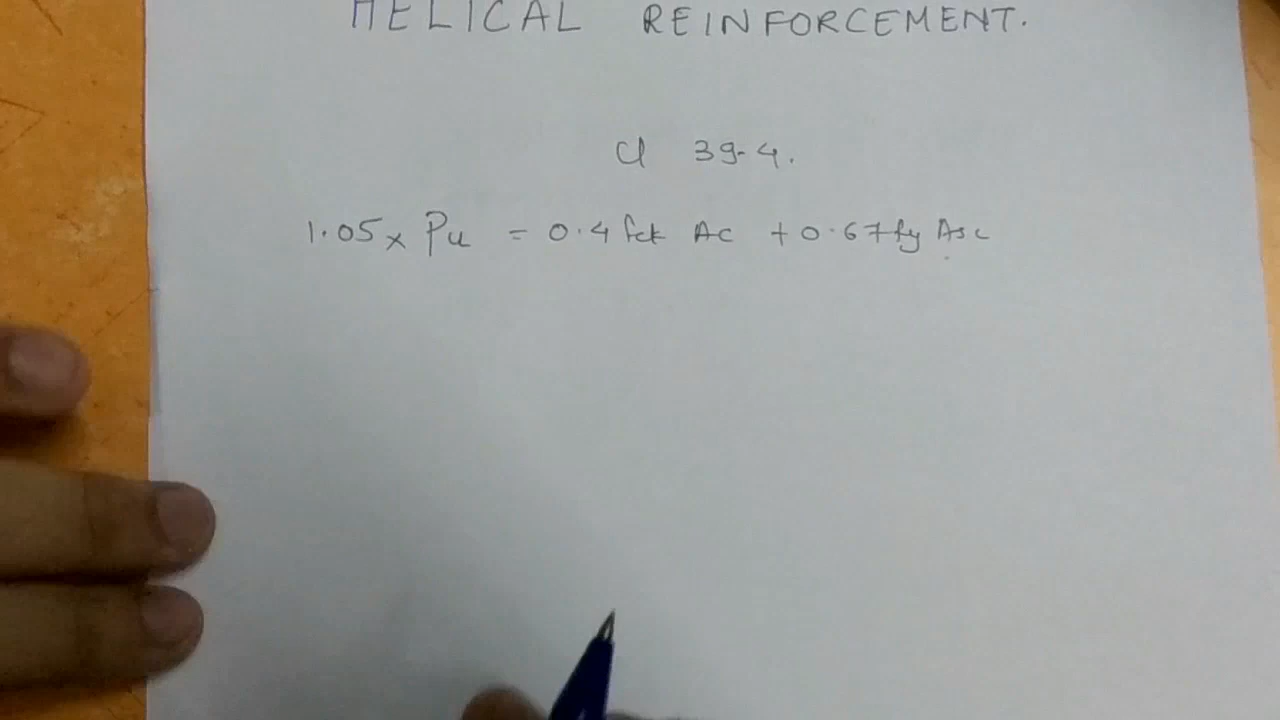 HELICAL REINFORCEMENT.
Cl 39.4.
1.05 x Pu = 0.4 fck Ac + 0.67 fy Asc